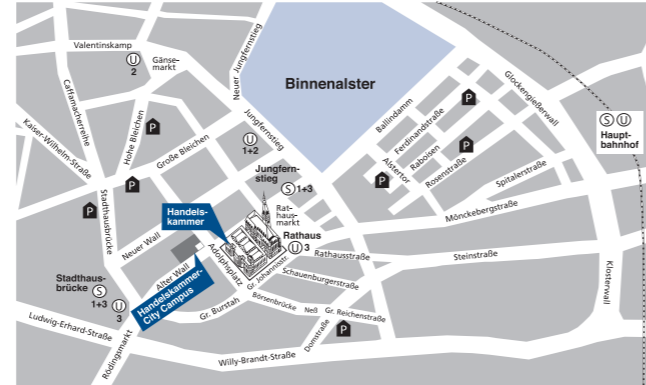 Valentinskamp
U
2
Gänse-
markt
Neuer Jungfernstieg
Binnenalster
Caffamacherreihe
Kaiser-Wilhelm-Straße
Hohe Bleichen
P
Große Bleichen
Jungfernstieg
U
1+2
Ballindamm
Ferdinandstraße
P
Glockengießerwall
S U
Haupt-
bahnhof
Alstertor
Raboisen
P
Rosenstraße
P
Spitalerstraße
Mönckebergstraße
P
P
Stadthausbrücke
Jungfern-
stieg
S 1+3
Rat-
haus-
markt
Handels-
kammer
Rathaus
U 3
Neuer Wall
Adolphsplatz
Alter Wall
Gr. Johannisstr.
Rathausstraße
Steinstraße
Schauenburgerstraße
Klosterwall
Stadthaus-
brücke
S
1+3
U
3
Handelskammer-
City Campus
Gr. Burstah
Börsenbrücke
Neß
Gr. Reichenstraße
P
Domstraße
Ludwig-Erhard-Straße
Rödingsmarkt
Willy-Brandt-Straße